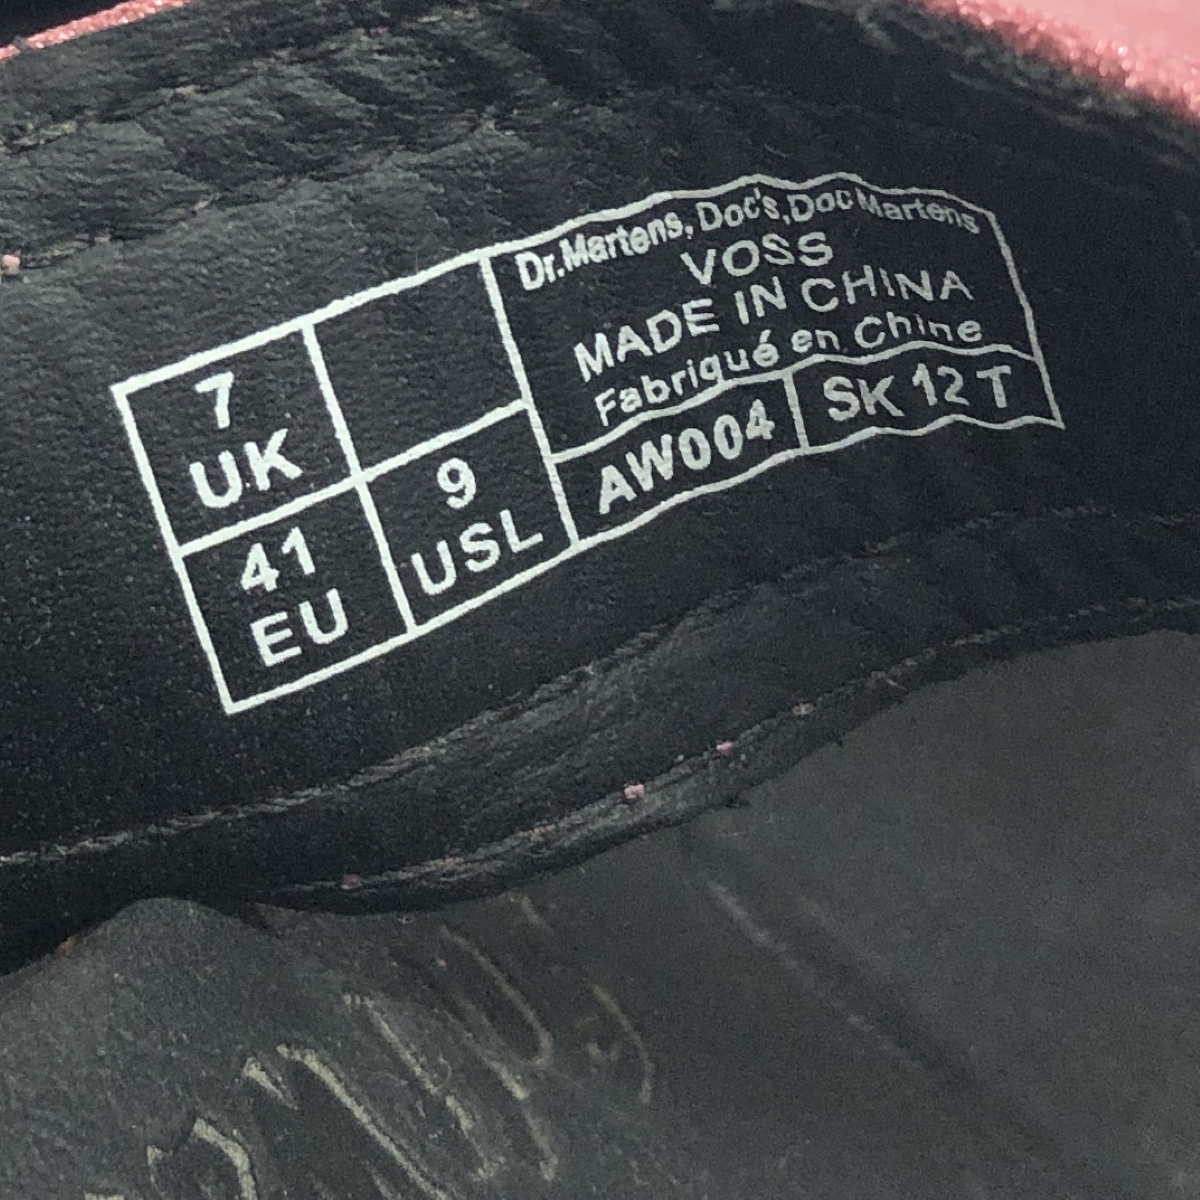 7
UK
41
EU
9
USL
Dr.Martens, Doc's,Doc Martens
VOSS
MADE IN CHINA
Fabriqué en Chine
AW004
SK 12 T